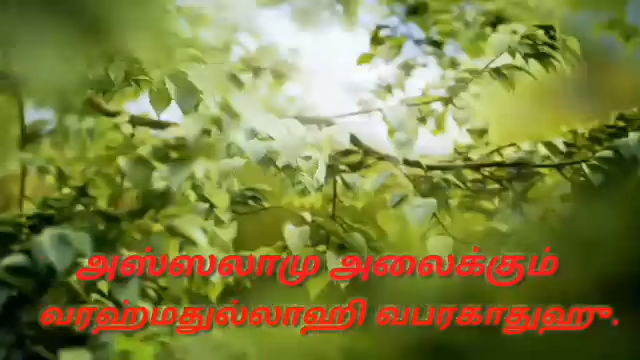 அஸ்ஸலாமு அலைக்கும்
வரஹ்மதுல்லாஹி வபரகாதுஹு.